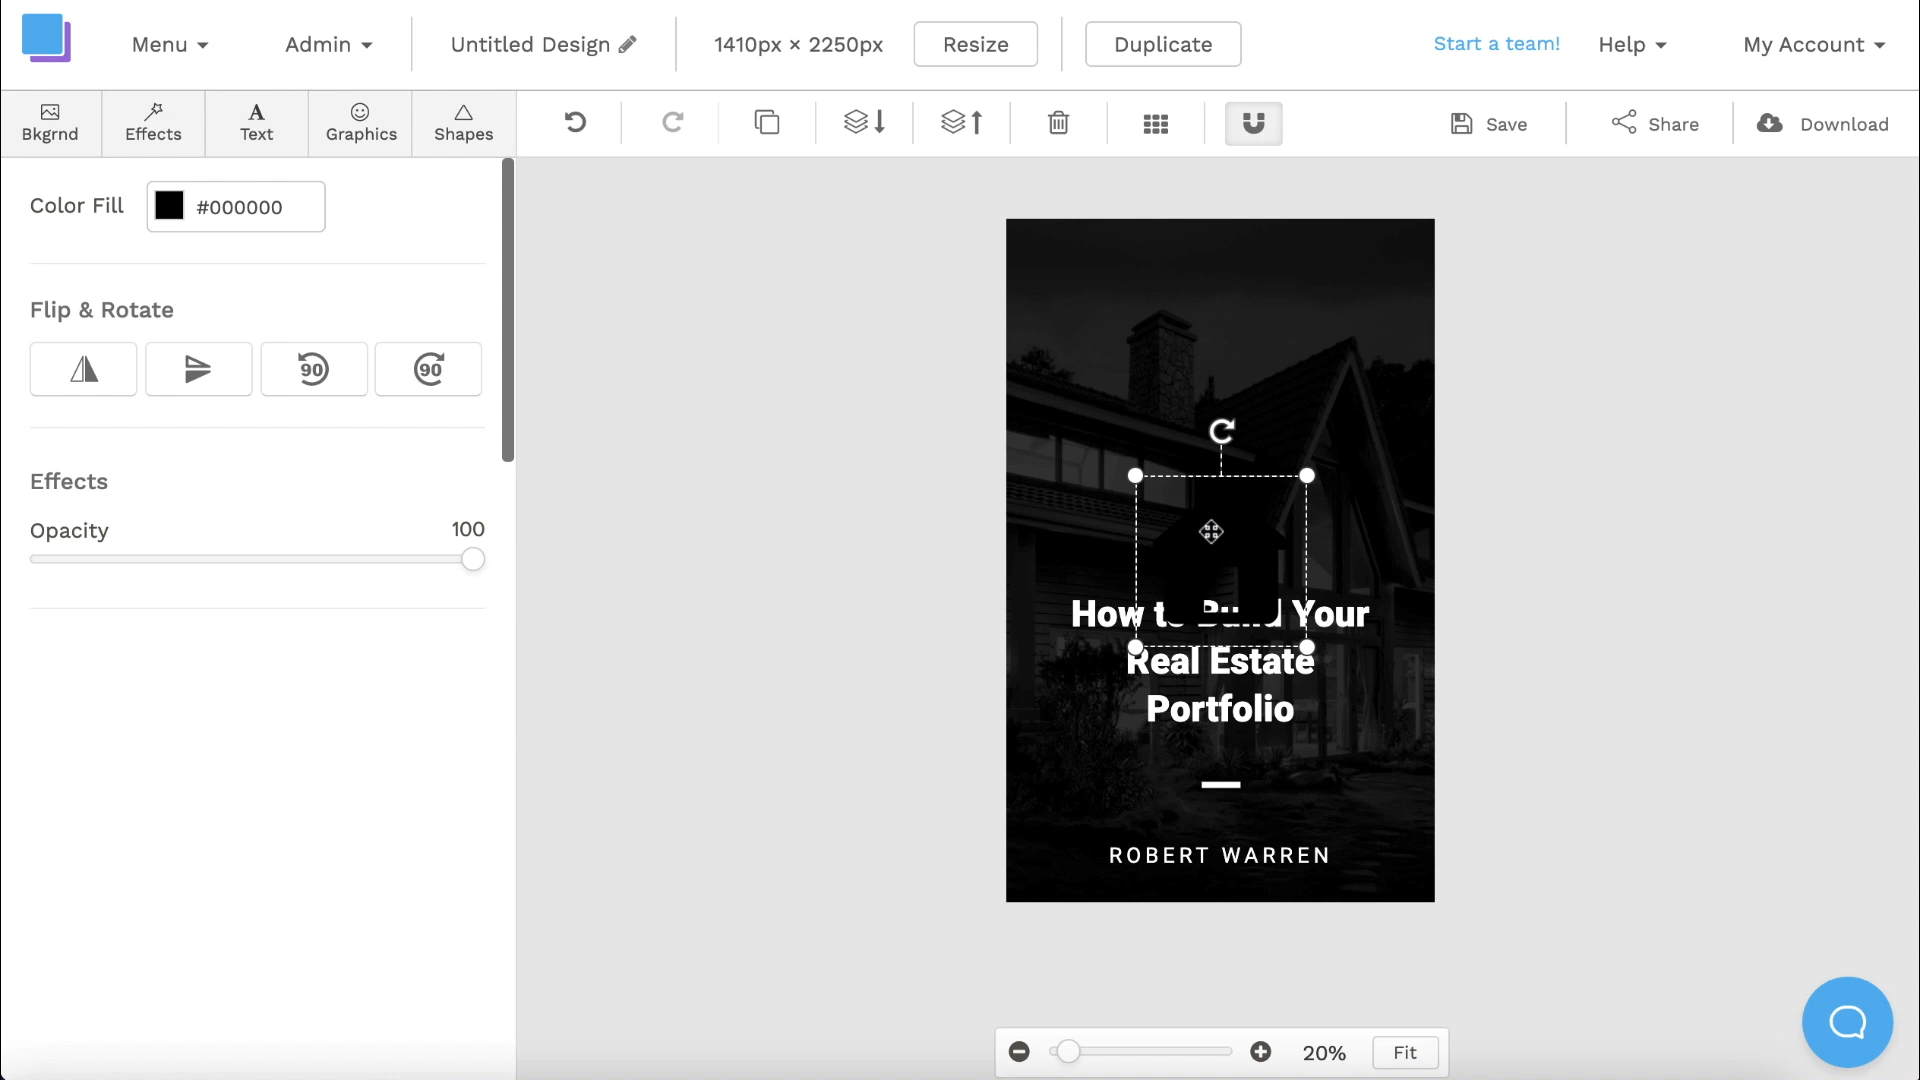 Menu
Admin
Untitled Design
1410px × 2250px
Resize
Duplicate
Start a team!
Help
My Account
Bkgrnd
Effects
Text
Graphics
Shapes
Save
Share
Download
Color Fill
#000000
Flip & Rotate
90
90
Effects
Opacity
100
How to Build Your
Real Estate
Portfolio
ROBERT WARREN
20%
Fit